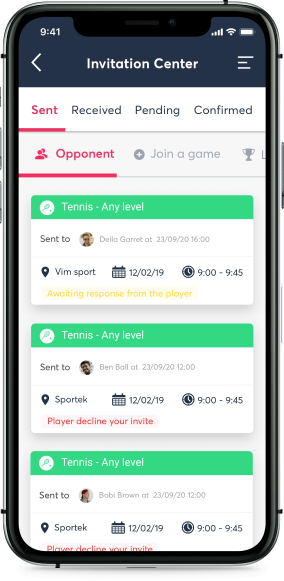 9:41
Invitation Center
Sent Received Pending Confirmed
Opponent Join a game L
Tennis - Any level
Sent to Della Garret at 23/09/20 16:00
Vim sport 12/02/19 9:00 - 9:45
Awaiting response from the player
Tennis - Any level
Sent to Ben Ball at 23/09/20 12:00
Sportek 12/02/19 9:00 - 9:45
Player decline your invite
Tennis - Any level
Sent to Bobi Brown at 23/09/20 12:00
Sportek 12/02/19 9:00 - 9:45
Player decline your invite